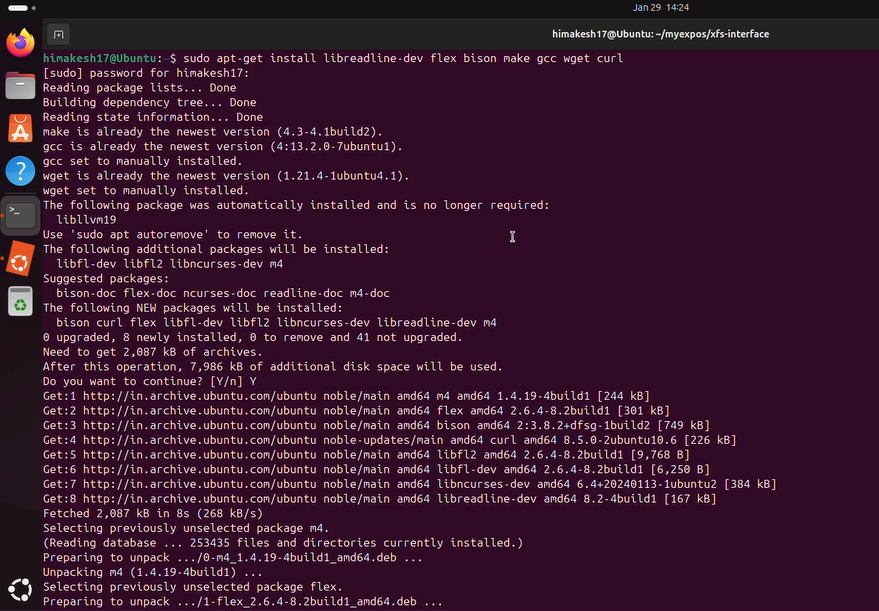 Jan 29 14:24
himakesh17@Ubuntu: ~/myexpos/xfs-interface
himakesh17@Ubuntu:~$ sudo apt-get install libreadline-dev flex bison make gcc wget curl
[sudo] password for himakesh17:
Reading package lists... Done
Building dependency tree... Done
Reading state information... Done
make is already the newest version (4.3-4.1build2).
gcc is already the newest version (4:13.2.0-7ubuntu1).
gcc set to manually installed.
wget is already the newest version (1.21.4-1ubuntu4.1).
wget set to manually installed.
The following package was automatically installed and is no longer required:
  libllvm19
Use 'sudo apt autoremove' to remove it.
The following additional packages will be installed:
  libfl-dev libfl2 libncurses-dev m4
Suggested packages:
  bison-doc flex-doc ncurses-doc readline-doc m4-doc
The following NEW packages will be installed:
  bison curl flex libfl-dev libfl2 libncurses-dev libreadline-dev m4
0 upgraded, 8 newly installed, 0 to remove and 41 not upgraded.
Need to get 2,087 kB of archives.
After this operation, 7,986 kB of additional disk space will be used.
Do you want to continue? [Y/n] Y
Get:1 http://in.archive.ubuntu.com/ubuntu noble/main amd64 m4 amd64 1.4.19-4build1 [244 kB]
Get:2 http://in.archive.ubuntu.com/ubuntu noble/main amd64 flex amd64 2.6.4-8.2build1 [301 kB]
Get:3 http://in.archive.ubuntu.com/ubuntu noble/main amd64 bison amd64 2:3.8.2+dfsg-1build2 [749 kB]
Get:4 http://in.archive.ubuntu.com/ubuntu noble-updates/main amd64 curl amd64 8.5.0-2ubuntu10.6 [226 kB]
Get:5 http://in.archive.ubuntu.com/ubuntu noble/main amd64 libfl2 amd64 2.6.4-8.2build1 [9,768 B]
Get:6 http://in.archive.ubuntu.com/ubuntu noble/main amd64 libfl-dev amd64 2.6.4-8.2build1 [6,250 B]
Get:7 http://in.archive.ubuntu.com/ubuntu noble/main amd64 libncurses-dev amd64 6.4+20240113-1ubuntu2 [384 kB]
Get:8 http://in.archive.ubuntu.com/ubuntu noble/main amd64 libreadline-dev amd64 8.2-4build1 [167 kB]
Fetched 2,087 kB in 8s (268 kB/s)
Selecting previously unselected package m4.
(Reading database ... 253435 files and directories currently installed.)
Preparing to unpack .../0-m4_1.4.19-4build1_amd64.deb ...
Unpacking m4 (1.4.19-4build1) ...
Selecting previously unselected package flex.
Preparing to unpack .../1-flex_2.6.4-8.2build1_amd64.deb ...